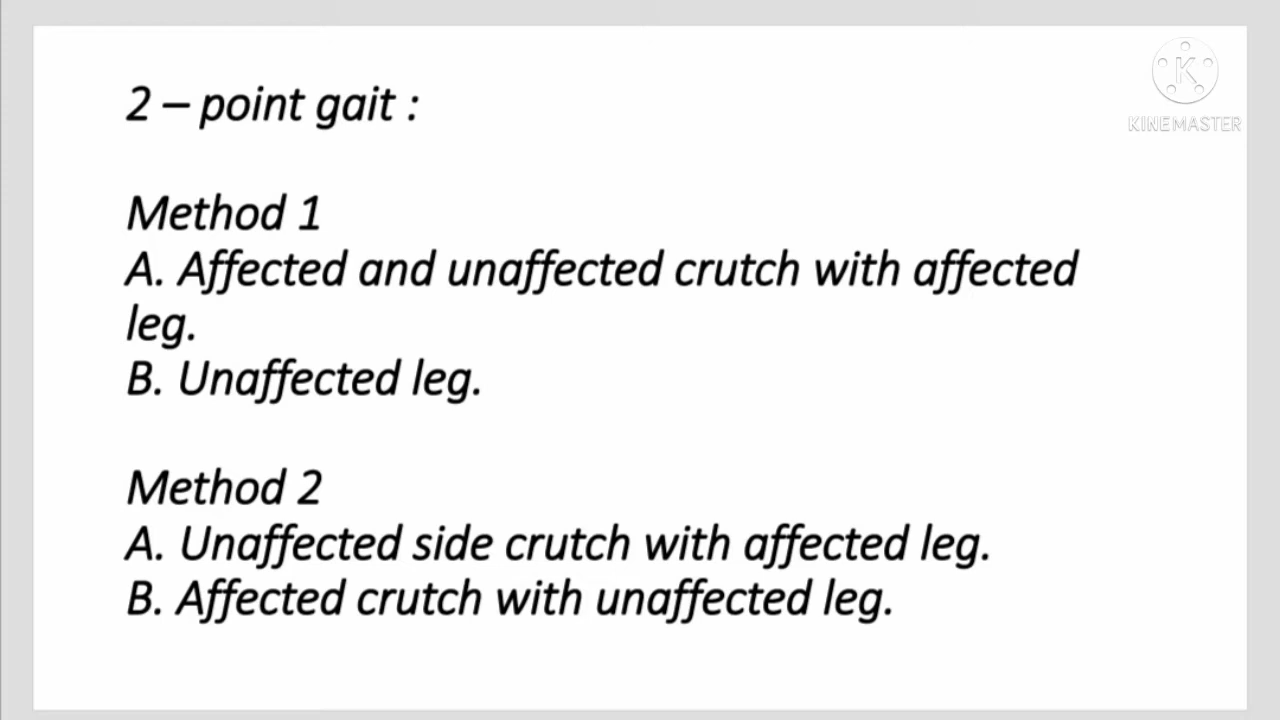 2 – point gait :
KINEMASTER
Method 1
A. Affected and unaffected crutch with affected
leg.
B. Unaffected leg.
Method 2
A. Unaffected side crutch with affected leg.
B. Affected crutch with unaffected leg.